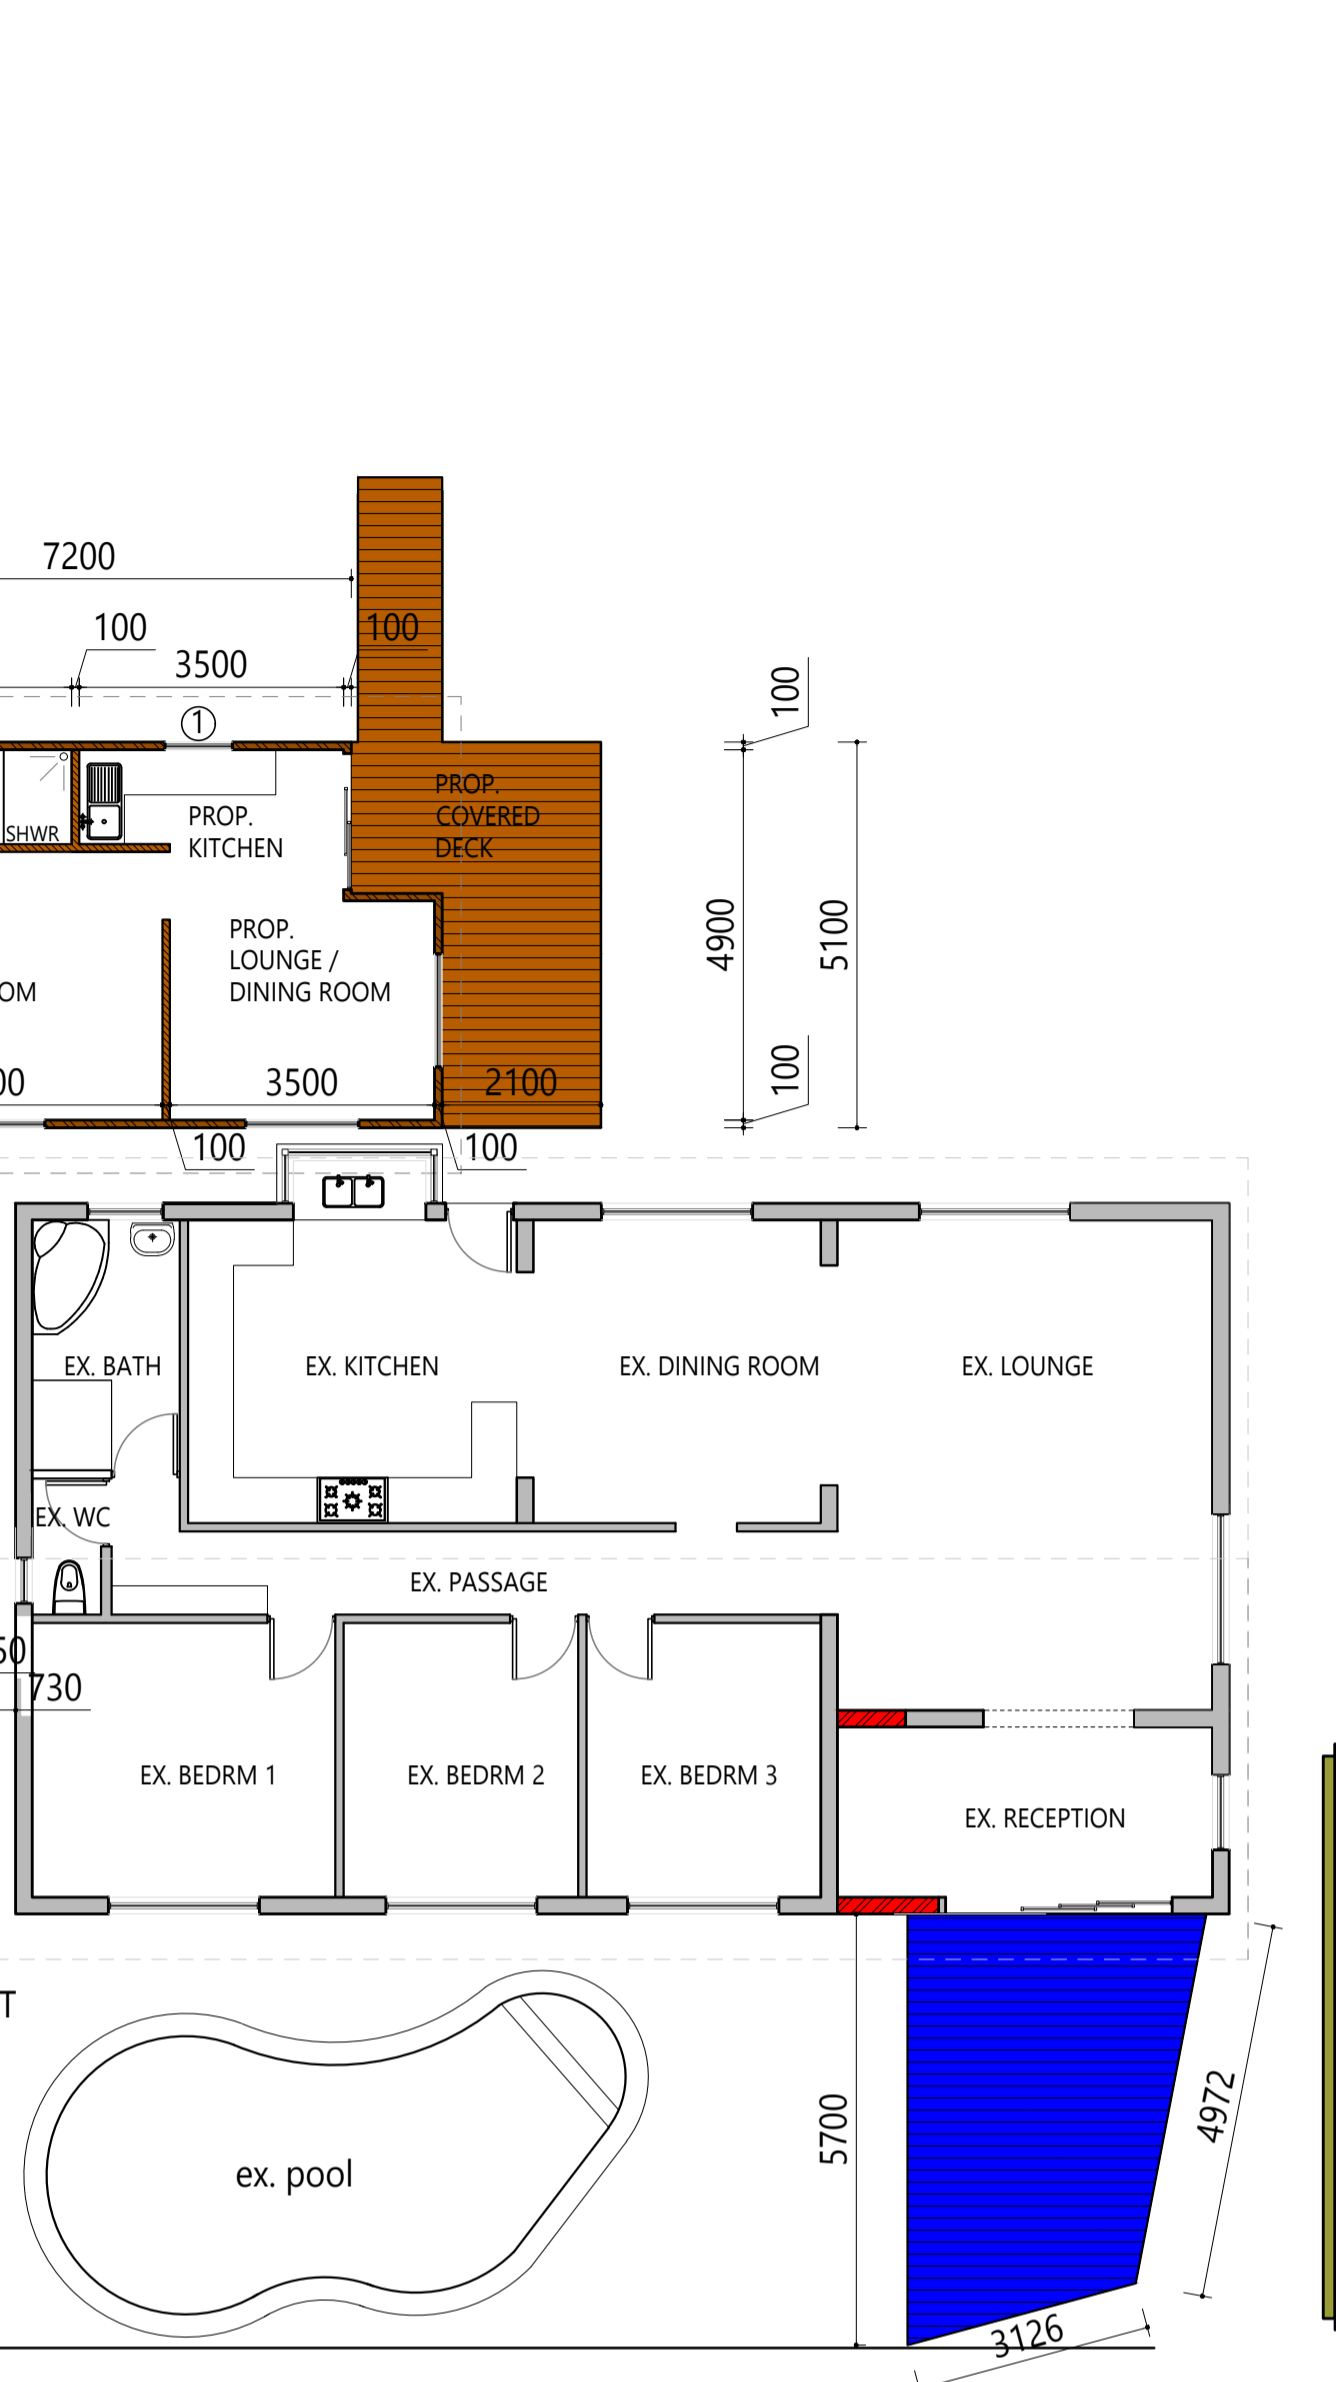 7200
100
100
3500
100
1
PROP.
COVERED
DECK
PROP.
KITCHEN
SHWR
4900
5100
PROP.
LOUNGE /
DINING ROOM
OM
100
00
3500
2100
100
100
EX. BATH
EX. KITCHEN
EX. DINING ROOM
EX. LOUNGE
EX. WC
EX. PASSAGE
50
730
EX. BEDRM 1
EX. BEDRM 2
EX. BEDRM 3
EX. RECEPTION
T
4972
5700
ex. pool
3126